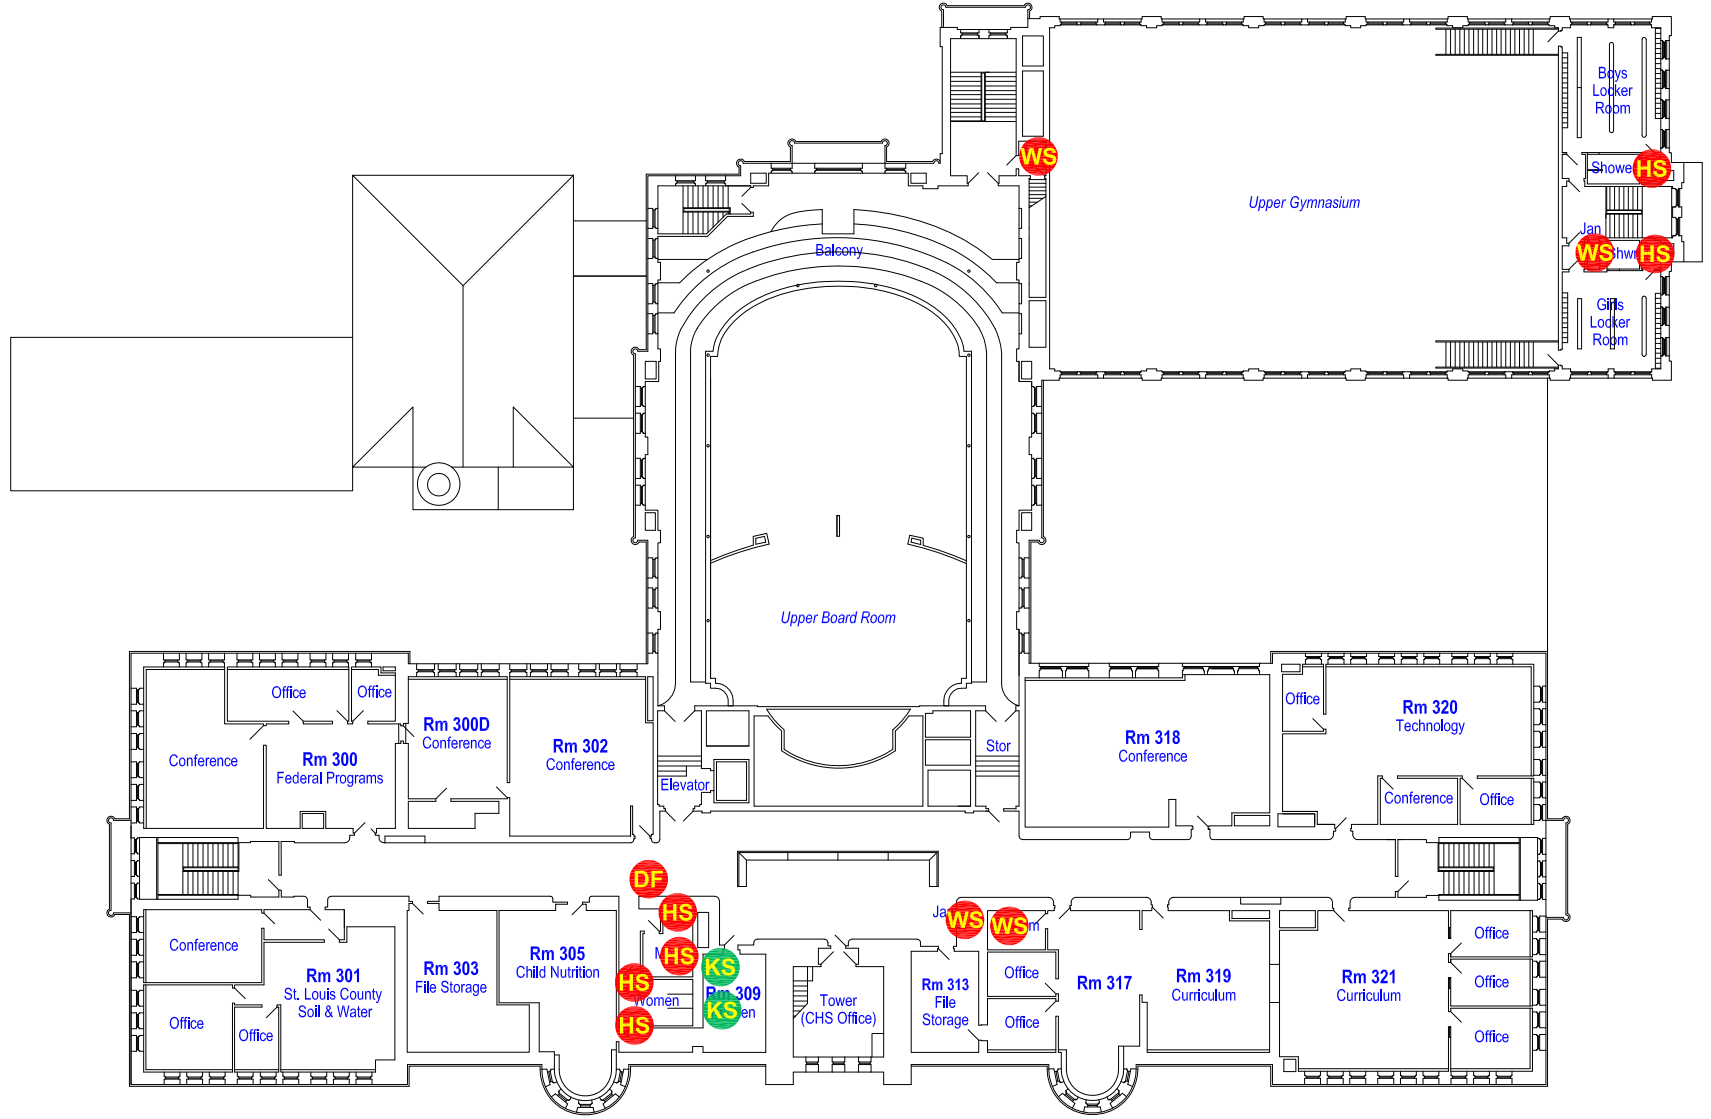 Boys
Locker
Room
WS
HS
Upper Gymnasium
Jan
WS
HS
Balcony
Girls
Locker
Room
Upper Board Room
Office
Office
Rm 300D
Conference
Rm 302
Conference
Conference
Rm 300
Federal Programs
Elevator
Stor
Rm 318
Conference
Office
Rm 320
Technology
Conference
Office
DF
HS
HS
HS
HS
Women
KS
KS
Rm 309
WS
WS
Conference
Rm 301
St. Louis County
Soil & Water
Office
Office
Rm 303
File Storage
Rm 305
Child Nutrition
Tower
(CHS Office)
Rm 313
File
Storage
Office
Office
Rm 317
Rm 319
Curriculum
Rm 321
Curriculum
Office
Office
Office